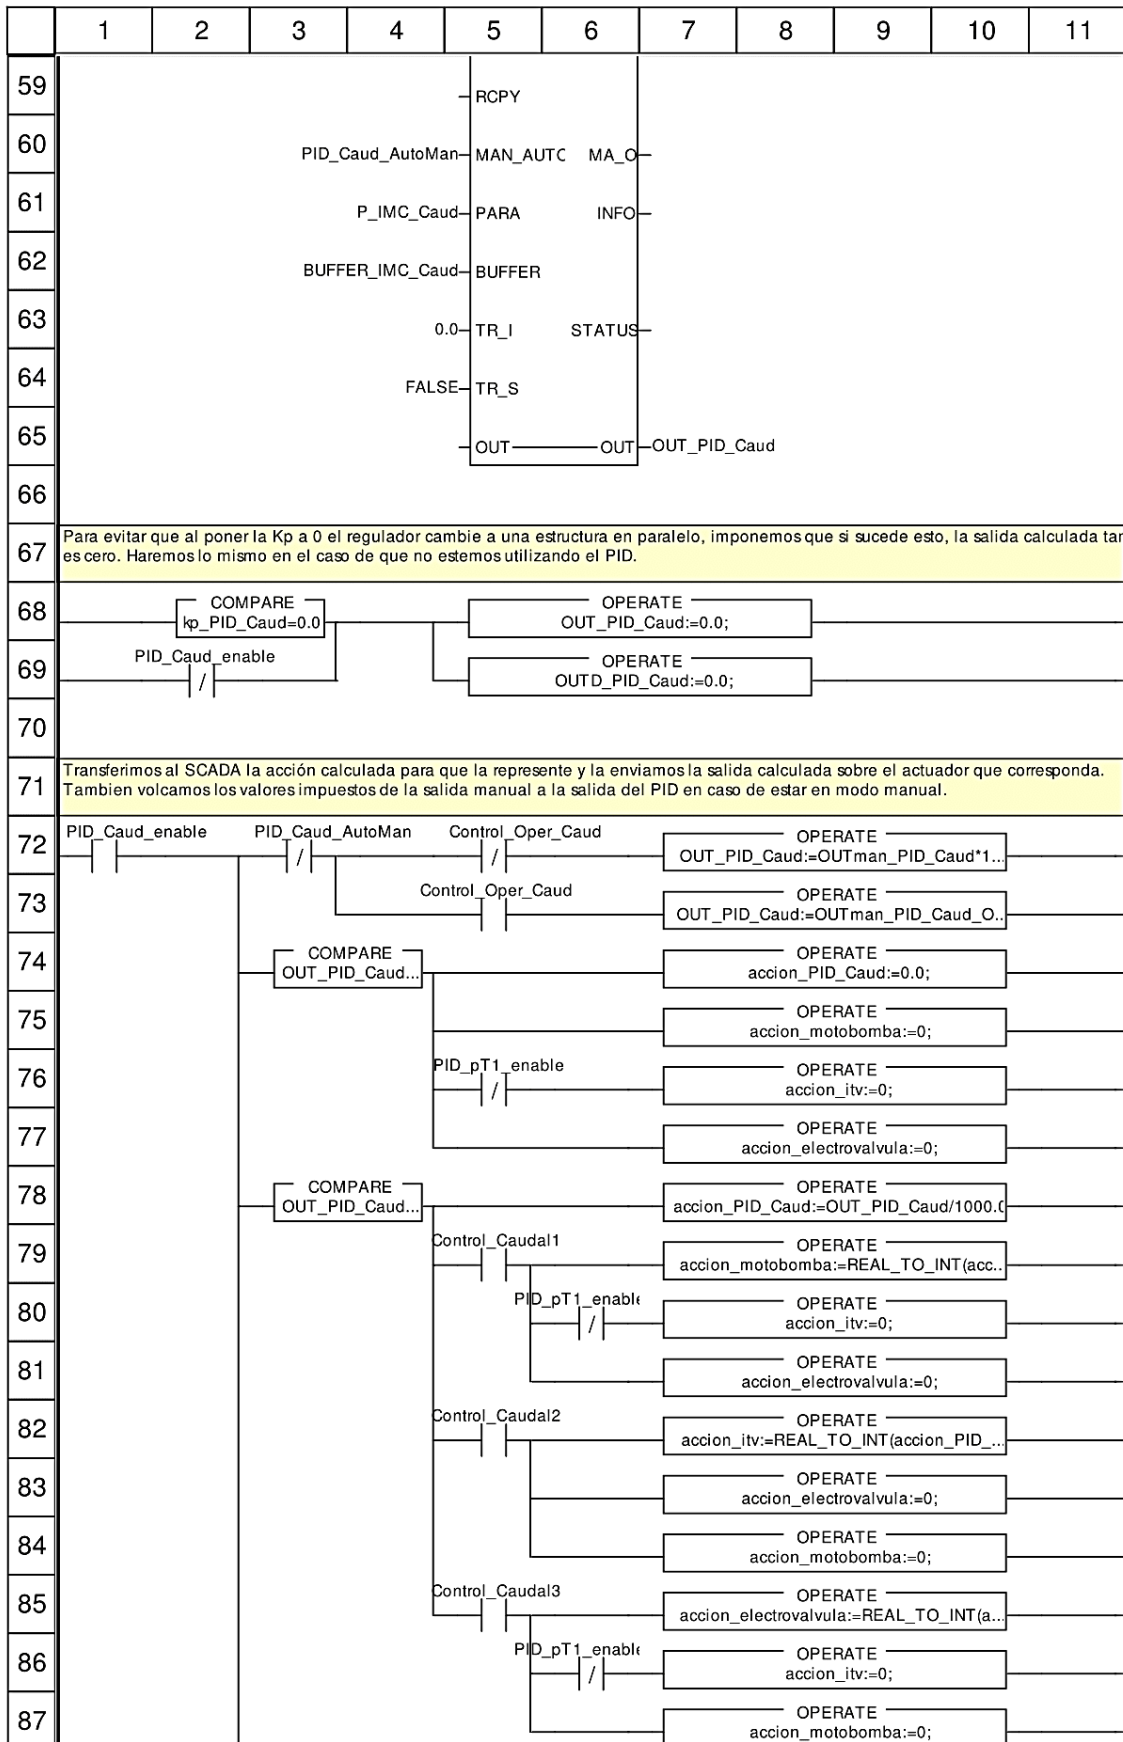 1 2 3 4 5 6 7 8 9 10 11
59
RCPY
60
PID_Caud_AutoMan MAN_AUTO MA_O
61
P_IMC_Caud PARA INFO
62
BUFFER_IMC_Caud BUFFER
63
0.0 TR_I STATUS
64
FALSE TR_S
65
OUT OUT OUT_PID_Caud
66
67
Para evitar que al poner la Kp a 0 el regulador cambie a una estructura en paralelo, imponemos que si sucede esto, la salida calculada tam
es cero. Haremos lo mismo en el caso de que no estemos utilizando el PID.
68
COMPARE OPERATE
kp_PID_Caud=0.0 OUT_PID_Caud:=0.0;
69
PID_Caud_enable OPERATE
/ OUTD_PID_Caud:=0.0;
70
71
Transferimos al SCADA la acción calculada para que la represente y la enviamos la salida calculada sobre el actuador que corresponda.
Tambien volcamos los valores impuestos de la salida manual a la salida del PID en caso de estar en modo manual.
72
PID_Caud_enable PID_Caud_AutoMan Control_Oper_Caud OPERATE
/ / OUT_PID_Caud:=OUTman_PID_Caud*1...
73
Control_Oper_Caud OPERATE
OUT_PID_Caud:=OUTman_PID_Caud_O..
74
COMPARE OPERATE
OUT_PID_Caud... accion_PID_Caud:=0.0;
75
OPERATE
accion_motobomba:=0;
76
PID_pT1_enable OPERATE
/ accion_itv:=0;
77
OPERATE
accion_electrovalvula:=0;
78
COMPARE OPERATE
OUT_PID_Caud... accion_PID_Caud:=OUT_PID_Caud/1000.0
79
Control_Caudal1 OPERATE
accion_motobomba:=REAL_TO_INT(acc..
80
PID_pT1_enable OPERATE
/ accion_itv:=0;
81
OPERATE
accion_electrovalvula:=0;
82
Control_Caudal2 OPERATE
accion_itv:=REAL_TO_INT(accion_PID_...
83
OPERATE
accion_electrovalvula:=0;
84
OPERATE
accion_motobomba:=0;
85
Control_Caudal3 OPERATE
accion_electrovalvula:=REAL_TO_INT(a...
86
PID_pT1_enable OPERATE
/ accion_itv:=0;
87
OPERATE
accion_motobomba:=0;